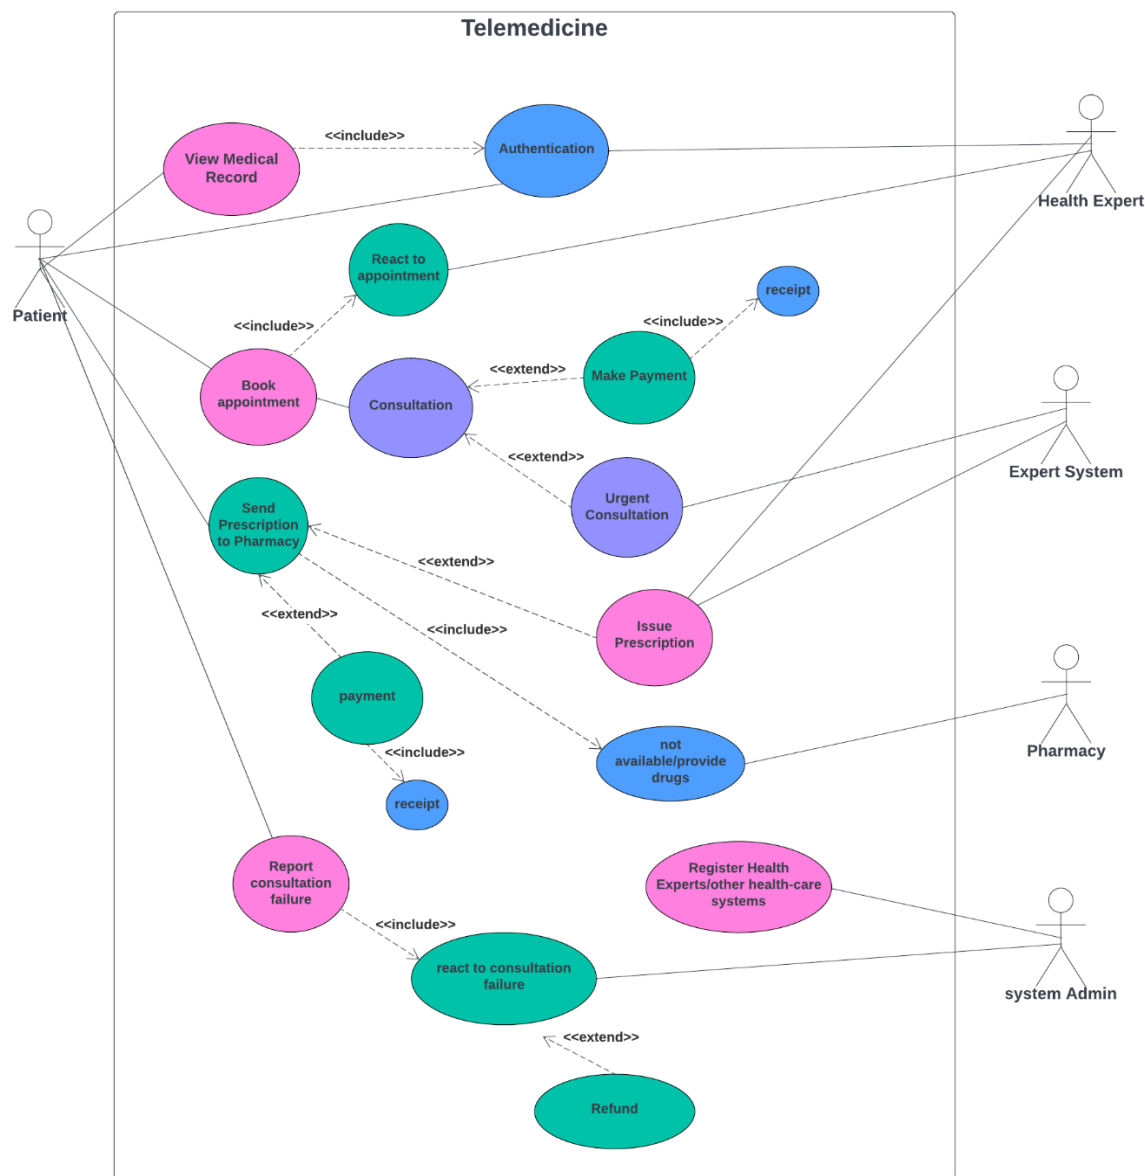 Telemedicine
<<include>>
View Medical
Record
Authentication
Health Expert
Patient
React to
appointment
receipt
<<include>>
<<include>>
<<extend>>
Make Payment
Book
appointment
Consultation
<<extend>>
Urgent
Consultation
Expert System
Send
Prescription
to Pharmacy
<<extend>>
<<extend>>
<<include>>
Issue
Prescription
payment
<<include>>
receipt
not
available/provide
drugs
Pharmacy
Report
consultation
failure
Register Health
Experts/other health-care
systems
<<include>>
react to consultation
failure
system Admin
<<extend>>
Refund